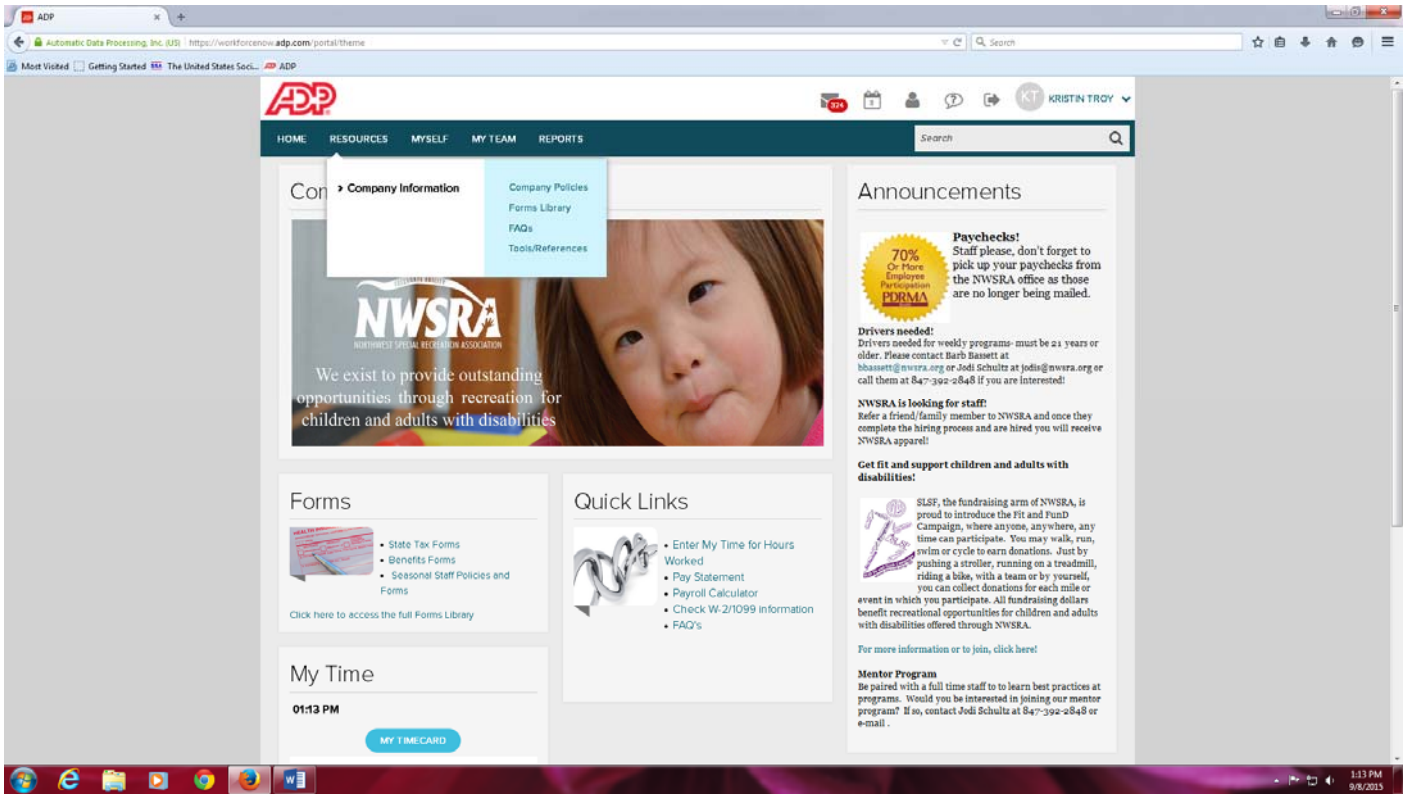 ADP
Automatic Data Processing, Inc. (US)
https://workforcenow.adp.com/portal/theme
Search
Most Visited
Getting Started
The United States Soci...
ADP
ADP
324
KT
KRISTIN TROY
HOME
RESOURCES
MYSELF
MY TEAM
REPORTS
Search
Com
› Company Information
Company Policies
Forms Library
FAQs
Tools/References
NWSRA
NORTHWEST SPECIAL RECREATION ASSOCIATION
We exist to provide outstanding
opportunities through recreation for
children and adults with disabilities
Forms
• State Tax Forms
• Benefits Forms
• Seasonal Staff Policies and
Forms
Click here to access the full Forms Library
My Time
01:13 PM
MY TIMECARD
Quick Links
• Enter My Time for Hours
Worked
• Pay Statement
• Payroll Calculator
• Check W-2/1099 Information
• FAQ's
Announcements
70%
Or More
Employee
Participation
PDRMA
Paychecks!
Staff please, don't forget to
pick up your paychecks from
the NWSRA office as those
are no longer being mailed.
Drivers needed!
Drivers needed for weekly programs- must be 21 years or
older. Please contact Barb Bassett at
bbassett@nwsra.org or Jodi Schultz at jodis@nwsra.org or
call them at 847-392-2848 if you are interested!
NWSRA is looking for staff!
Refer a friend/family member to NWSRA and once they
complete the hiring process and are hired you will receive
NWSRA apparel!
Get fit and support children and adults with
disabilities!
SLSF, the fundraising arm of NWSRA, is
proud to introduce the Fit and FunD
Campaign, where anyone, anywhere, any
time can participate. You may walk, run,
swim or cycle to earn donations. Just by
pushing a stroller, running on a treadmill,
riding a bike, with a team or by yourself,
you can collect donations for each mile or
event in which you participate. All fundraising dollars
benefit recreational opportunities for children and adults
with disabilities offered through NWSRA.
For more information or to join, click here!
Mentor Program
Be paired with a full time staff to to learn best practices at
programs. Would you be interested in joining our mentor
program? If so, contact Jodi Schultz at 847-392-2848 or
e-mail .
1:13 PM
9/8/2015